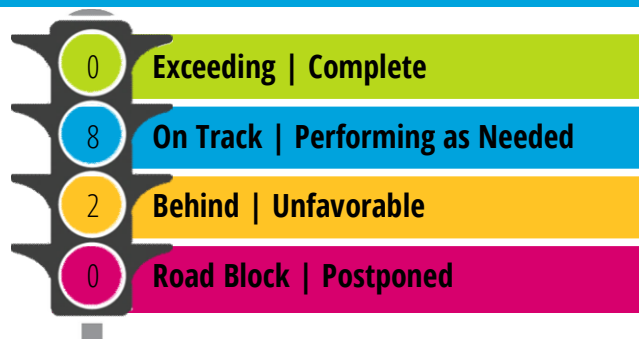 0 Exceeding | Complete
8 On Track | Performing as Needed
2 Behind | Unfavorable
0 Road Block | Postponed